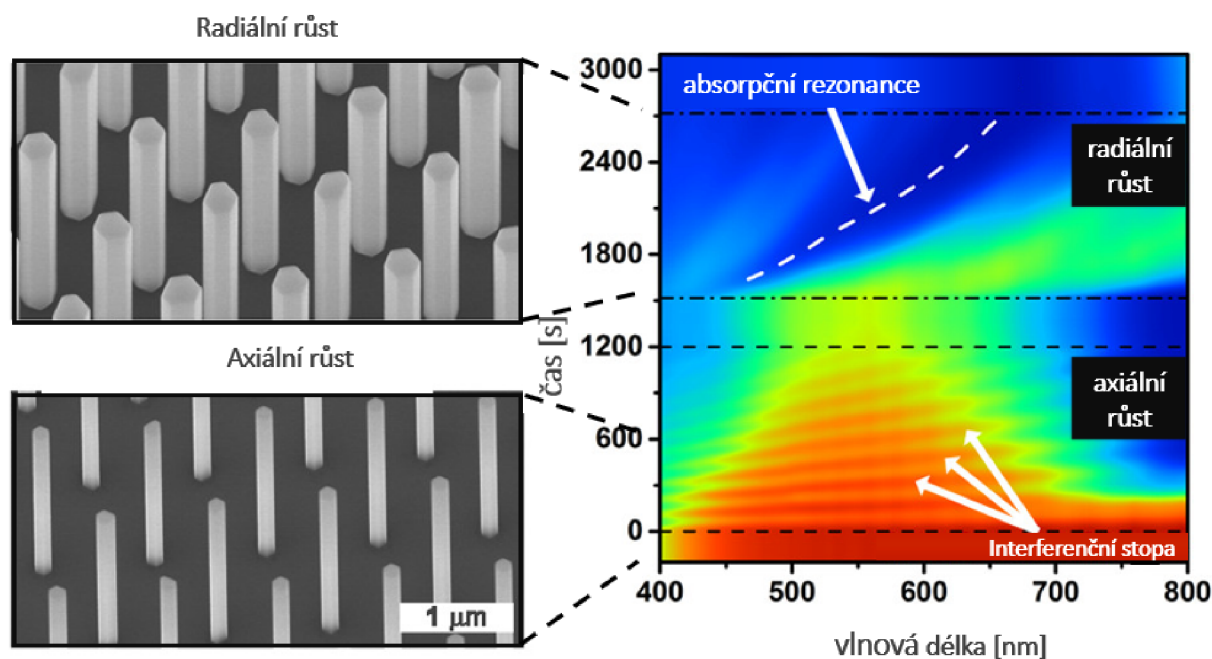 Radiální růst
Axiální růst
1 μm
3000
2400
1800
1200
600
0
čas [s]
absorpční rezonance
radiální
růst
axiální
růst
Interferenční stopa
400
500
600
700
800
vlnová délka [nm]